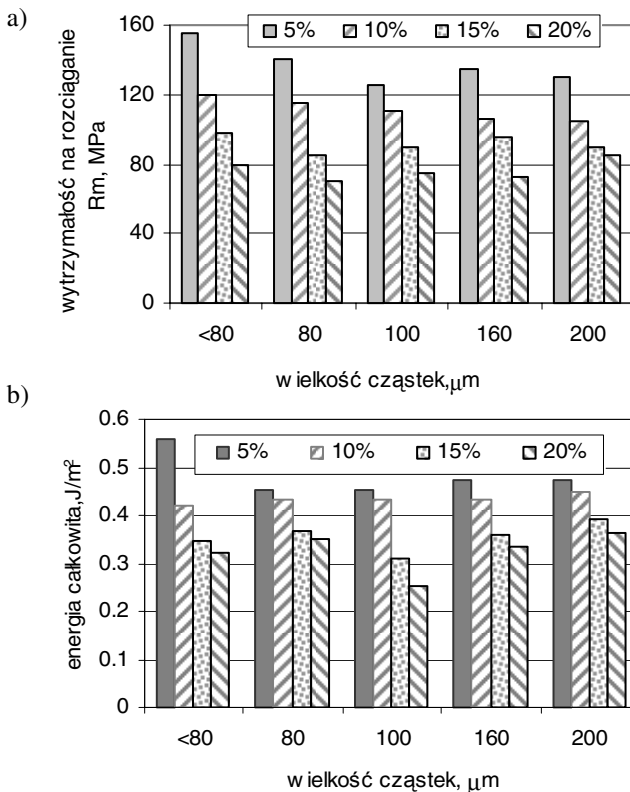 a)
160
120
80
40
0
wytrzymałość na rozciąganie
Rm, MPa
5% 10% 15% 20%
<80 80 100 160 200
w ielkość cząstek,μm
b)
0.6
0.5
0.4
0.3
0.2
0.1
0
energia całkowita,J/m²
5% 10% 15% 20%
<80 80 100 160 200
w ielkość cząstek, μm